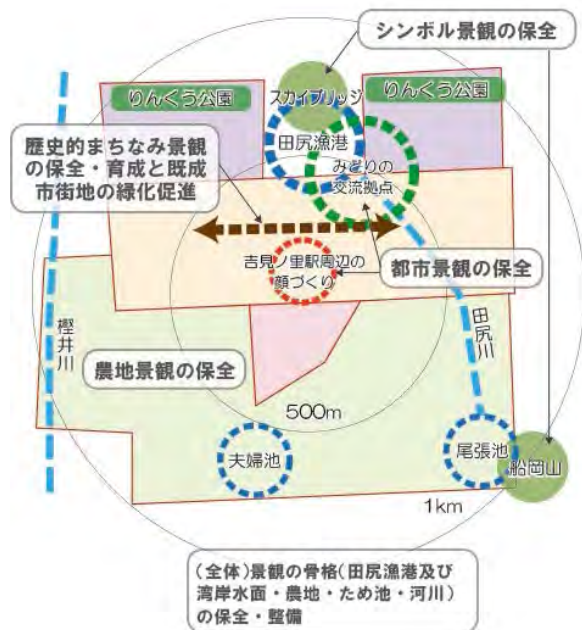 シンボル景観の保全
りんくう公園
スカイブリッジ
りんくう公園
田尻漁港
歴史的まちなみ景観
の保全・育成と既成
市街地の緑化促進
みどりの
交流拠点
吉見ノ里駅周辺の
顔づくり
都市景観の保全
樫井川
田尻川
農地景観の保全
500m
夫婦池
尾張池
船岡山
1km
(全体)景観の骨格(田尻漁港及び
湾岸水面・農地・ため池・河川)
の保全・整備